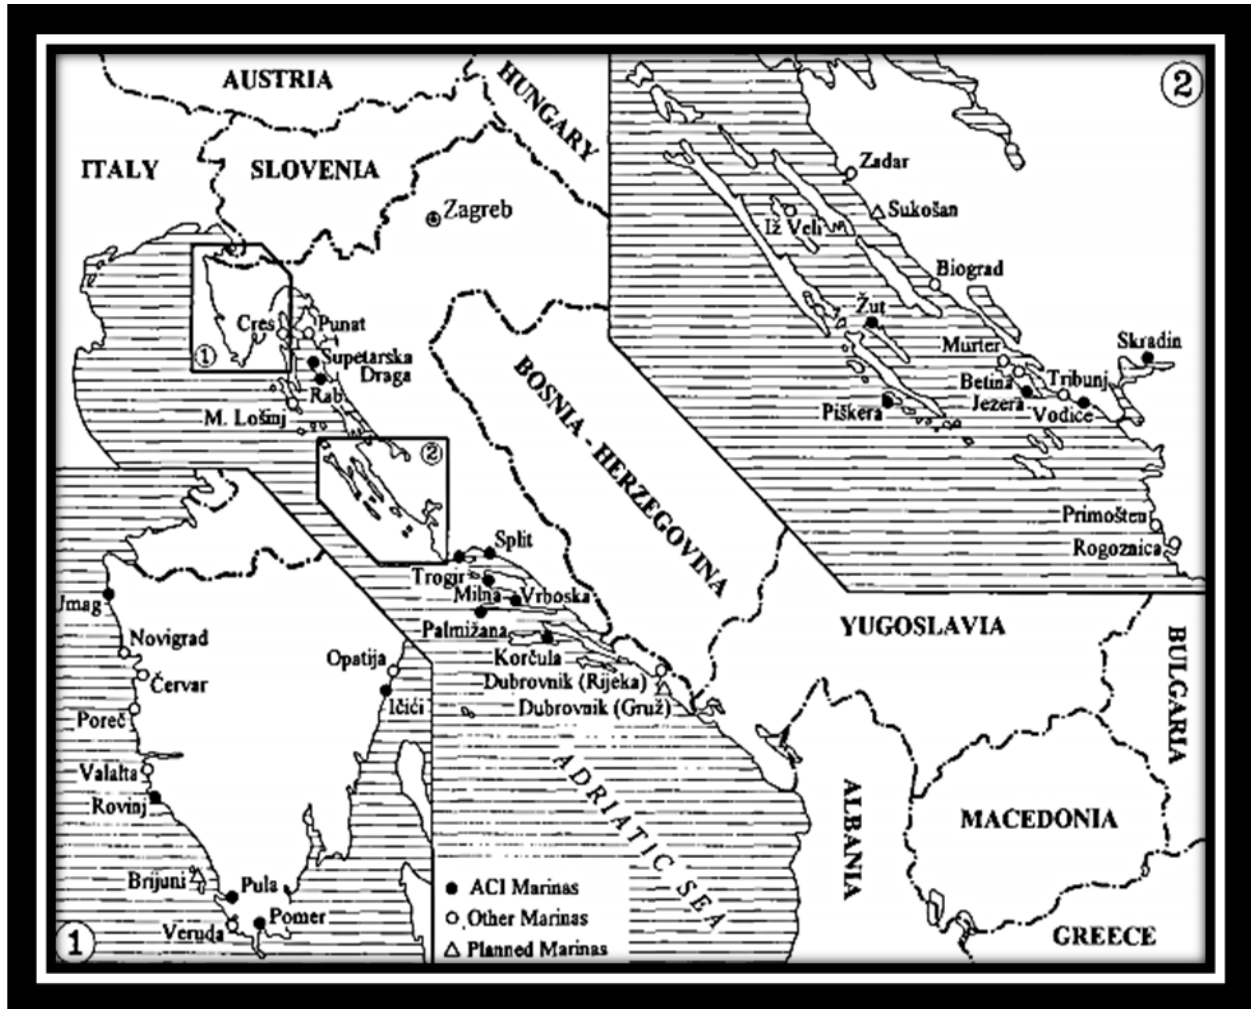 AUSTRIA
HUNGARY
2
ITALY
SLOVENIA
Zadar
Zagreb
Sukošan
Iž Veli
Biograd
Žut
Cres
Punat
1
Supetarska
Draga
Rab
M. Lošinj
Murter
Skradin
Betina
Tribunj
Jezera
Vodice
Piškera
BOSNIA - HERZEGOVINA
2
Primošten
Rogoznica
Split
Trogir
Milna
Vrboska
Palmižana
Korčula
Dubrovnik (Rijeka)
Dubrovnik (Gruž)
YUGOSLAVIA
BULGARIA
Umag
Novigrad
Červar
Poreč
Opatija
Ičići
Valalta
Rovinj
Brijuni
Pula
Pomer
Veruda
1
ADRIATIC SEA
ALBANIA
MACEDONIA
GREECE
ACI Marinas
Other Marinas
Planned Marinas